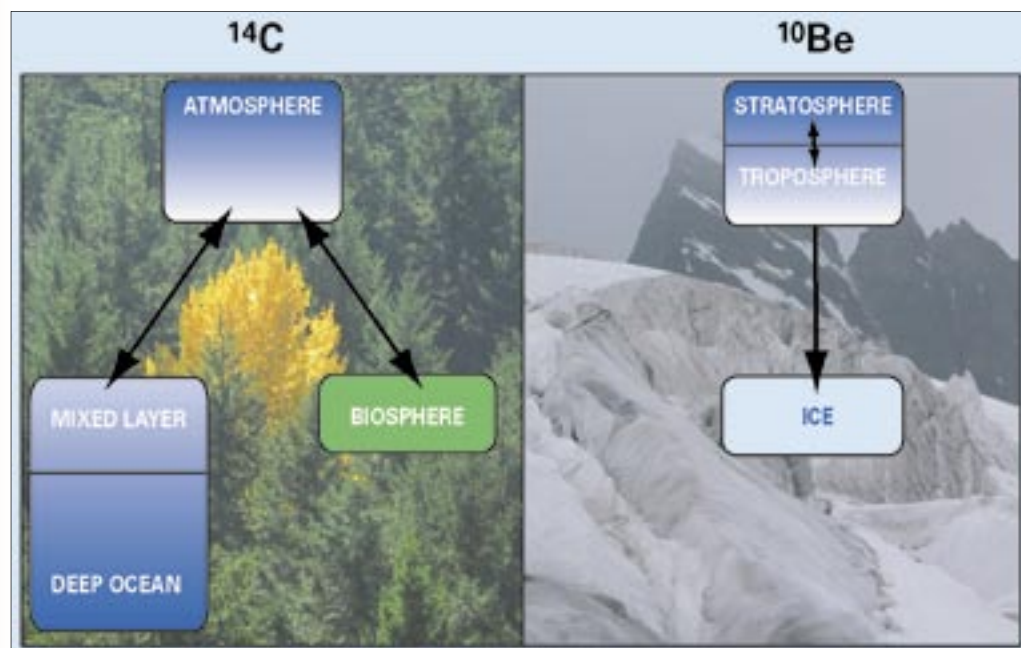 ¹⁴C
ATMOSPHERE
MIXED LAYER
BIOSPHERE
DEEP OCEAN
¹⁰Be
STRATOSPHERE
TROPOSPHERE
ICE